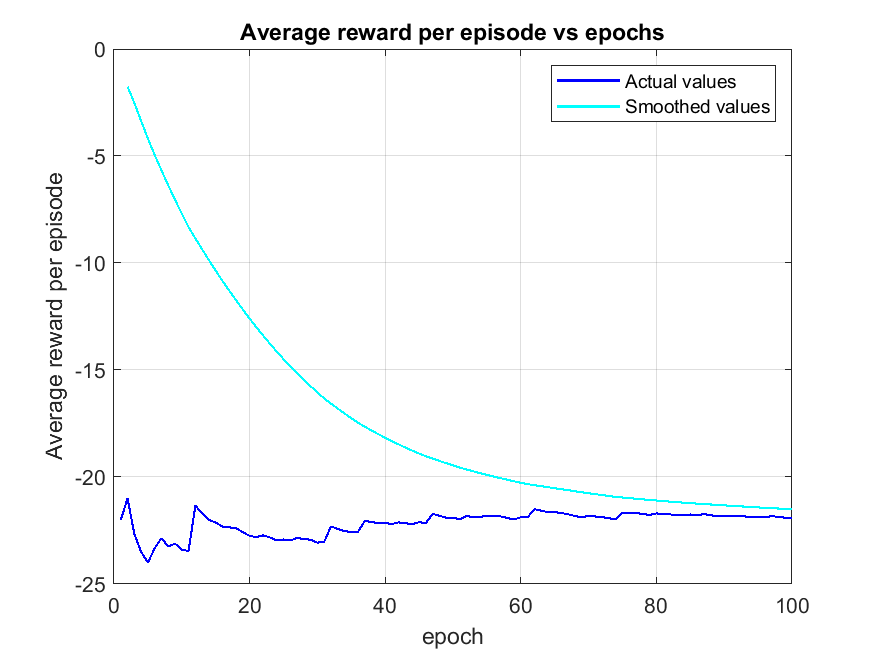 Average reward per episode vs epochs
Actual values
Smoothed values
Average reward per episode
0
-5
-10
-15
-20
-25
0 20 40 60 80 100
epoch